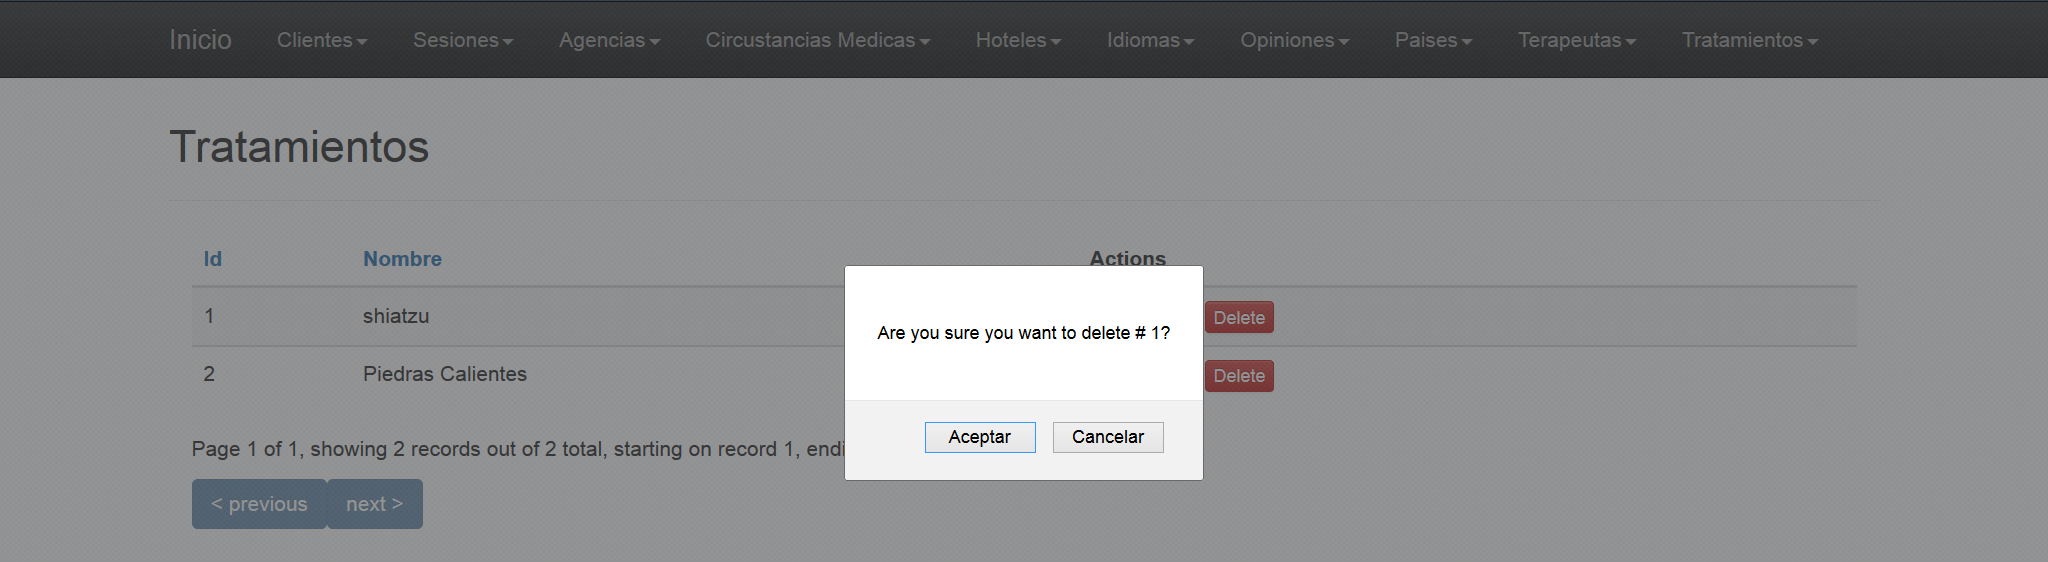 Inicio Clientes Sesiones Agencias Circustancias Medicas Hoteles Idiomas Opiniones Paises Terapeutas Tratamientos
Tratamientos
Id Nombre Actions
1 shiatzu Delete
2 Piedras Calientes Delete
Are you sure you want to delete # 1?
Aceptar Cancelar
Page 1 of 1, showing 2 records out of 2 total, starting on record 1,
< previous next >